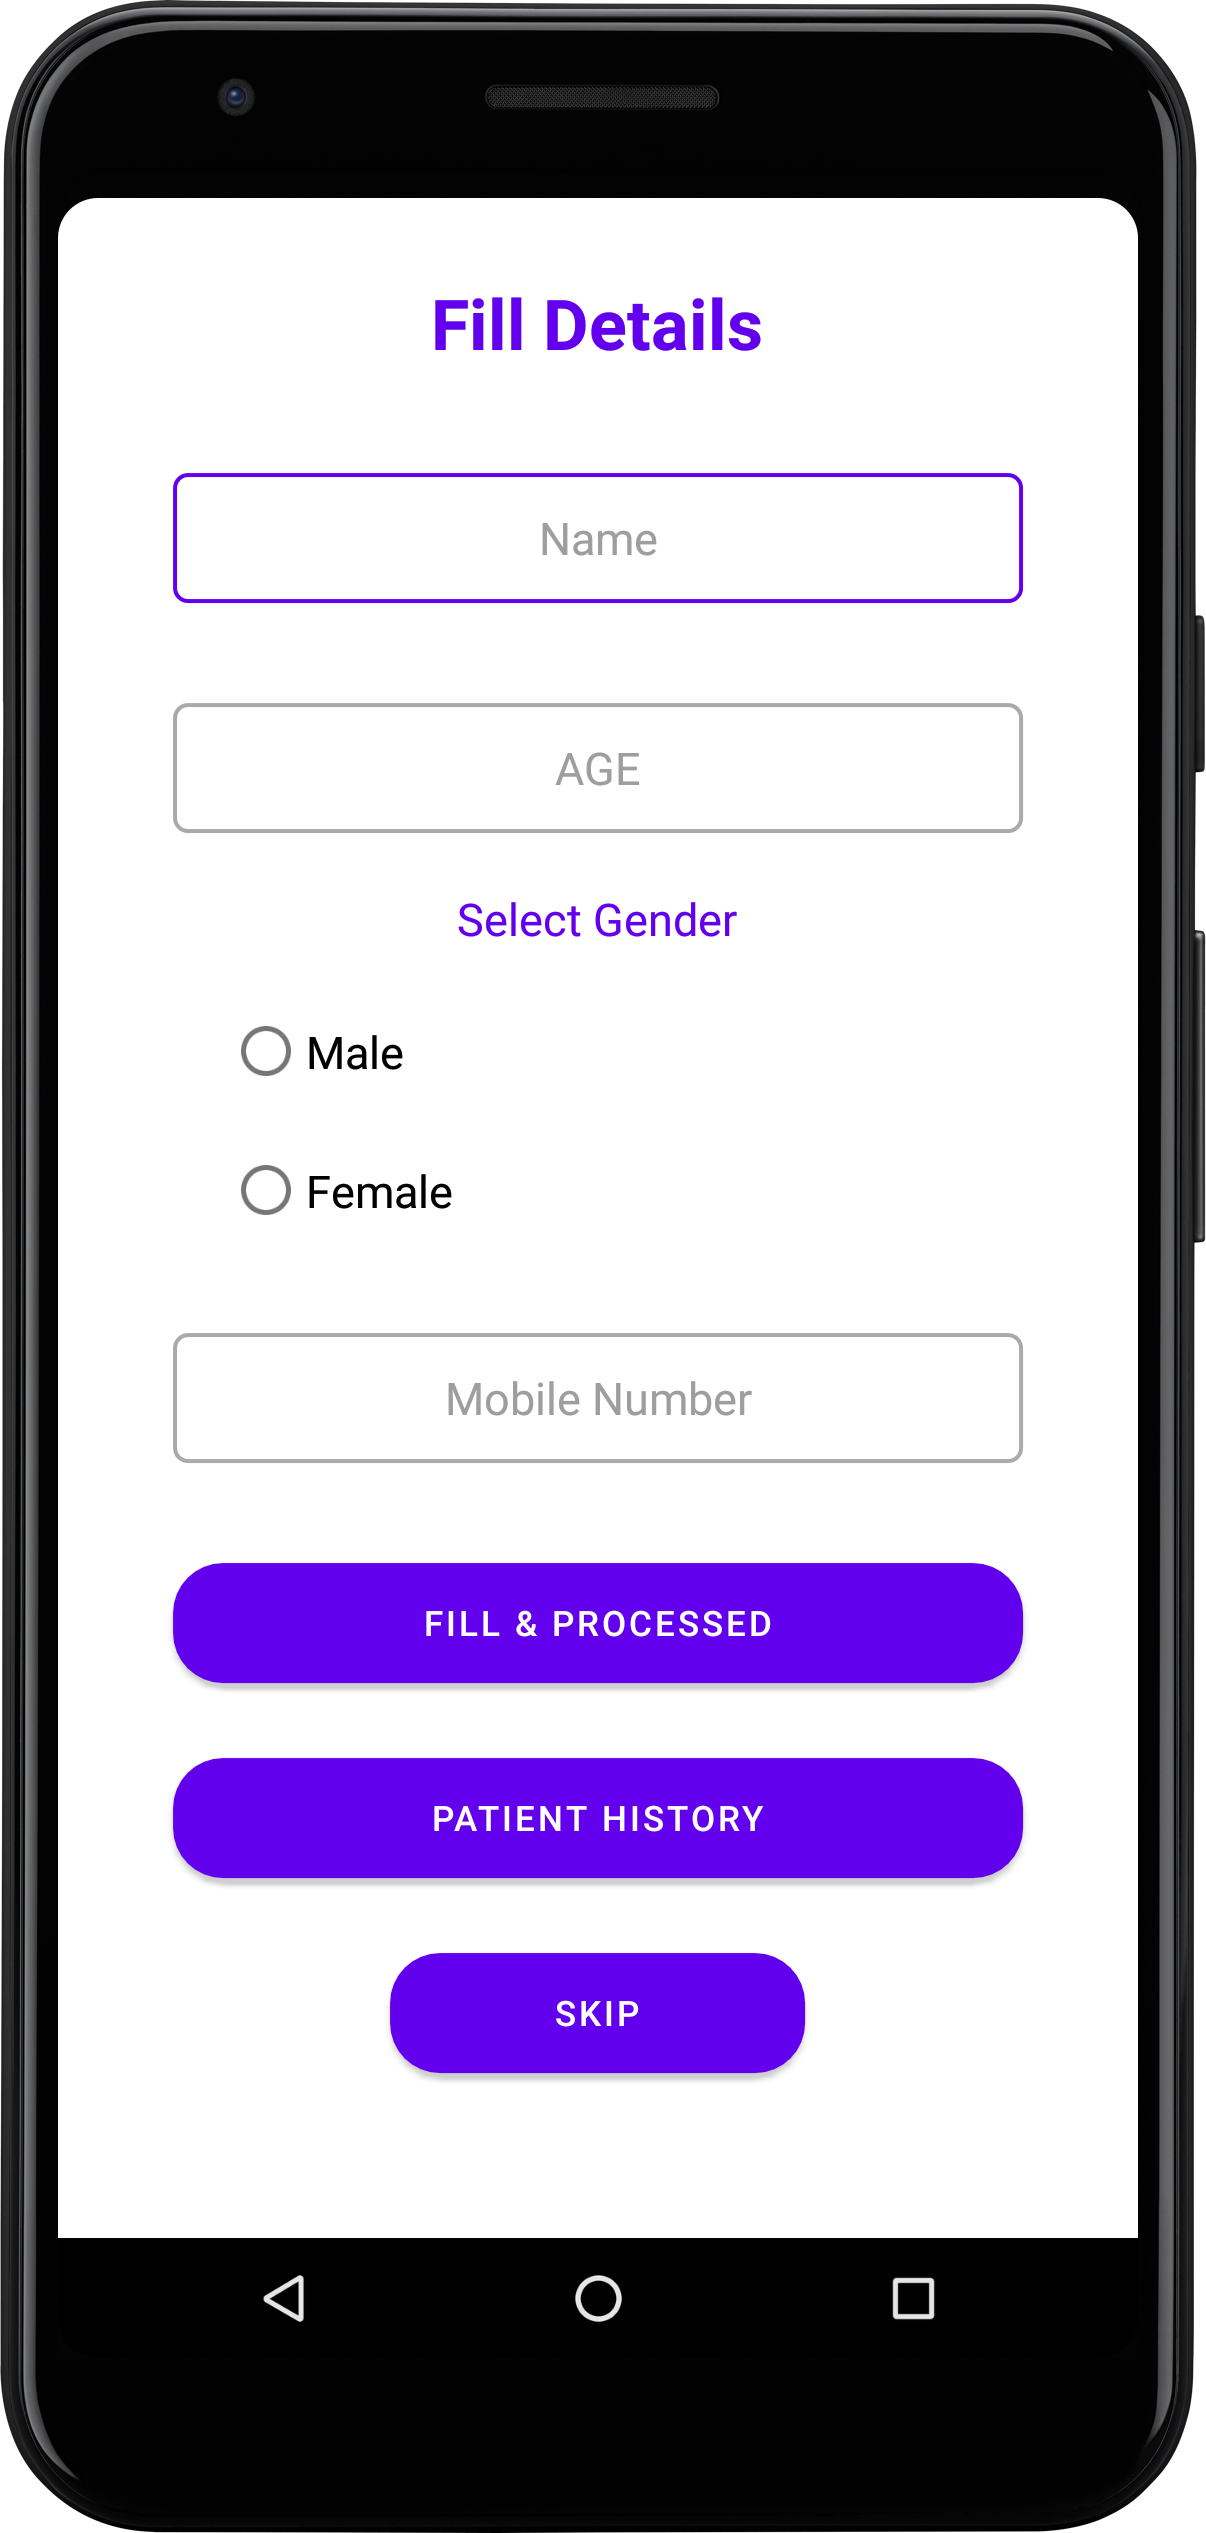 Fill Details
Name
AGE
Select Gender
Male
Female
Mobile Number
FILL & PROCESSED
PATIENT HISTORY
SKIP